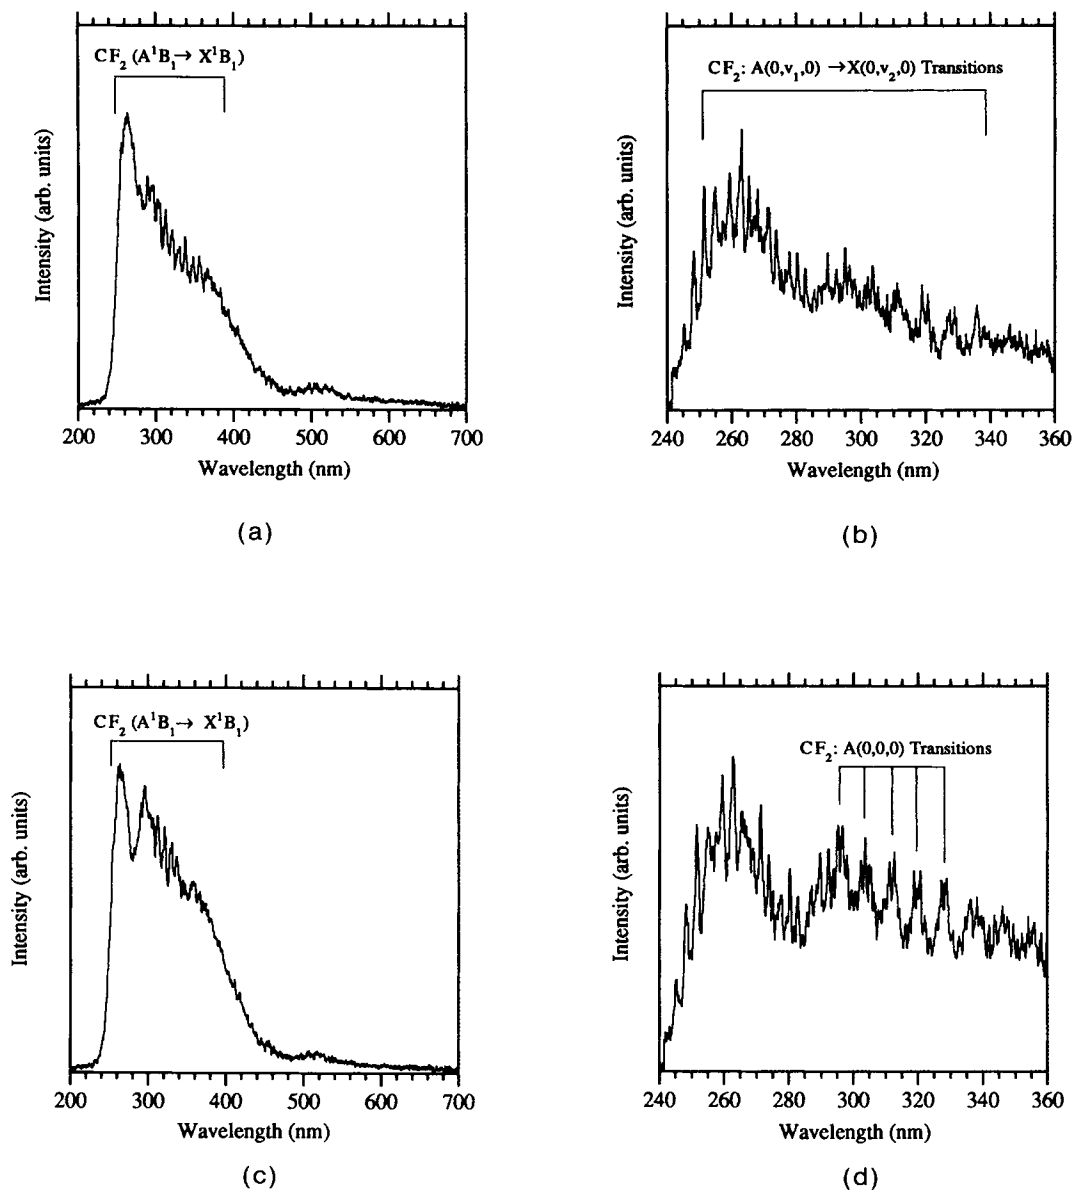 CF₂ (A¹B₁→ X¹B₁)
Intensity (arb. units)
200 300 400 500 600 700
Wavelength (nm)
(a)
CF₂: A(0,v₁,0) →X(0,v₂,0) Transitions
Intensity (arb. units)
240 260 280 300 320 340 360
Wavelength (nm)
(b)
CF₂ (A¹B₁→ X¹B₁)
Intensity (arb. units)
200 300 400 500 600 700
Wavelength (nm)
(c)
CF₂: A(0,0,0) Transitions
Intensity (arb. units)
240 260 280 300 320 340 360
Wavelength (nm)
(d)